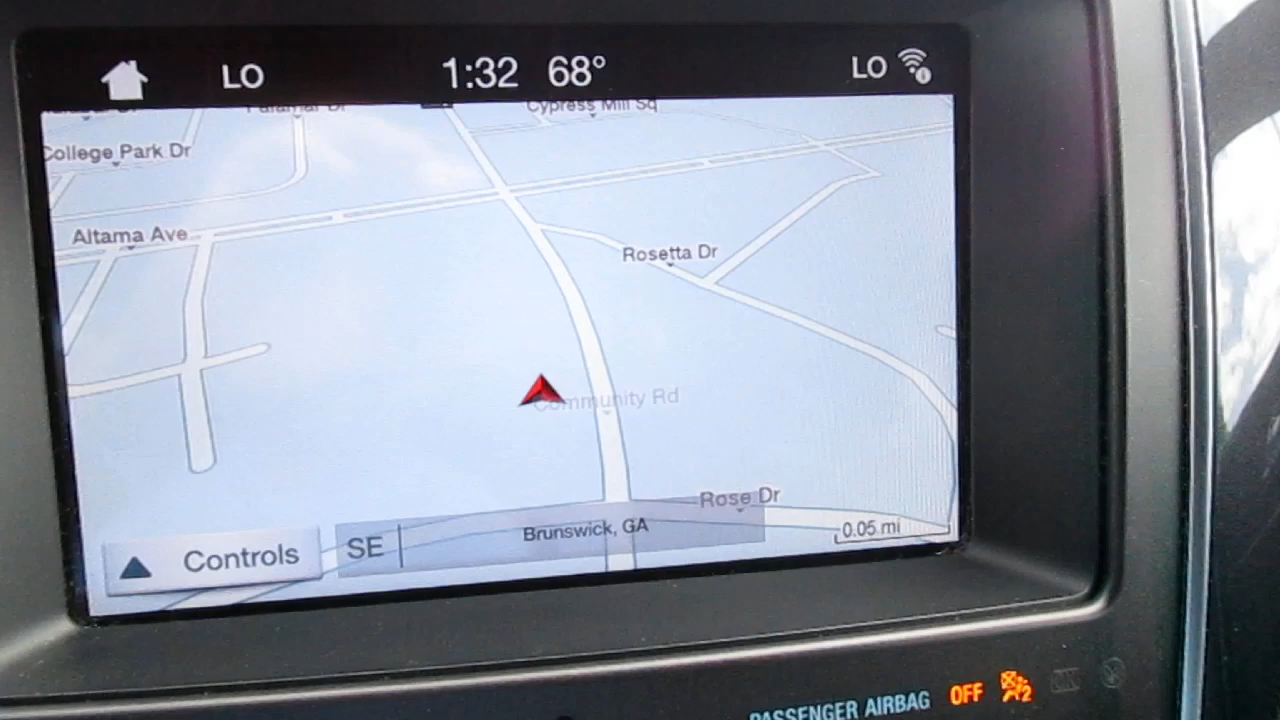 LO 1:32 68° LO
Cypress Mill Sq
College Park Dr
Altama Ave
Rosetta Dr
Community Rd
Rose Dr
Controls
SE
Brunswick, GA
0.05 mi
PASSENGER AIRBAG OFF